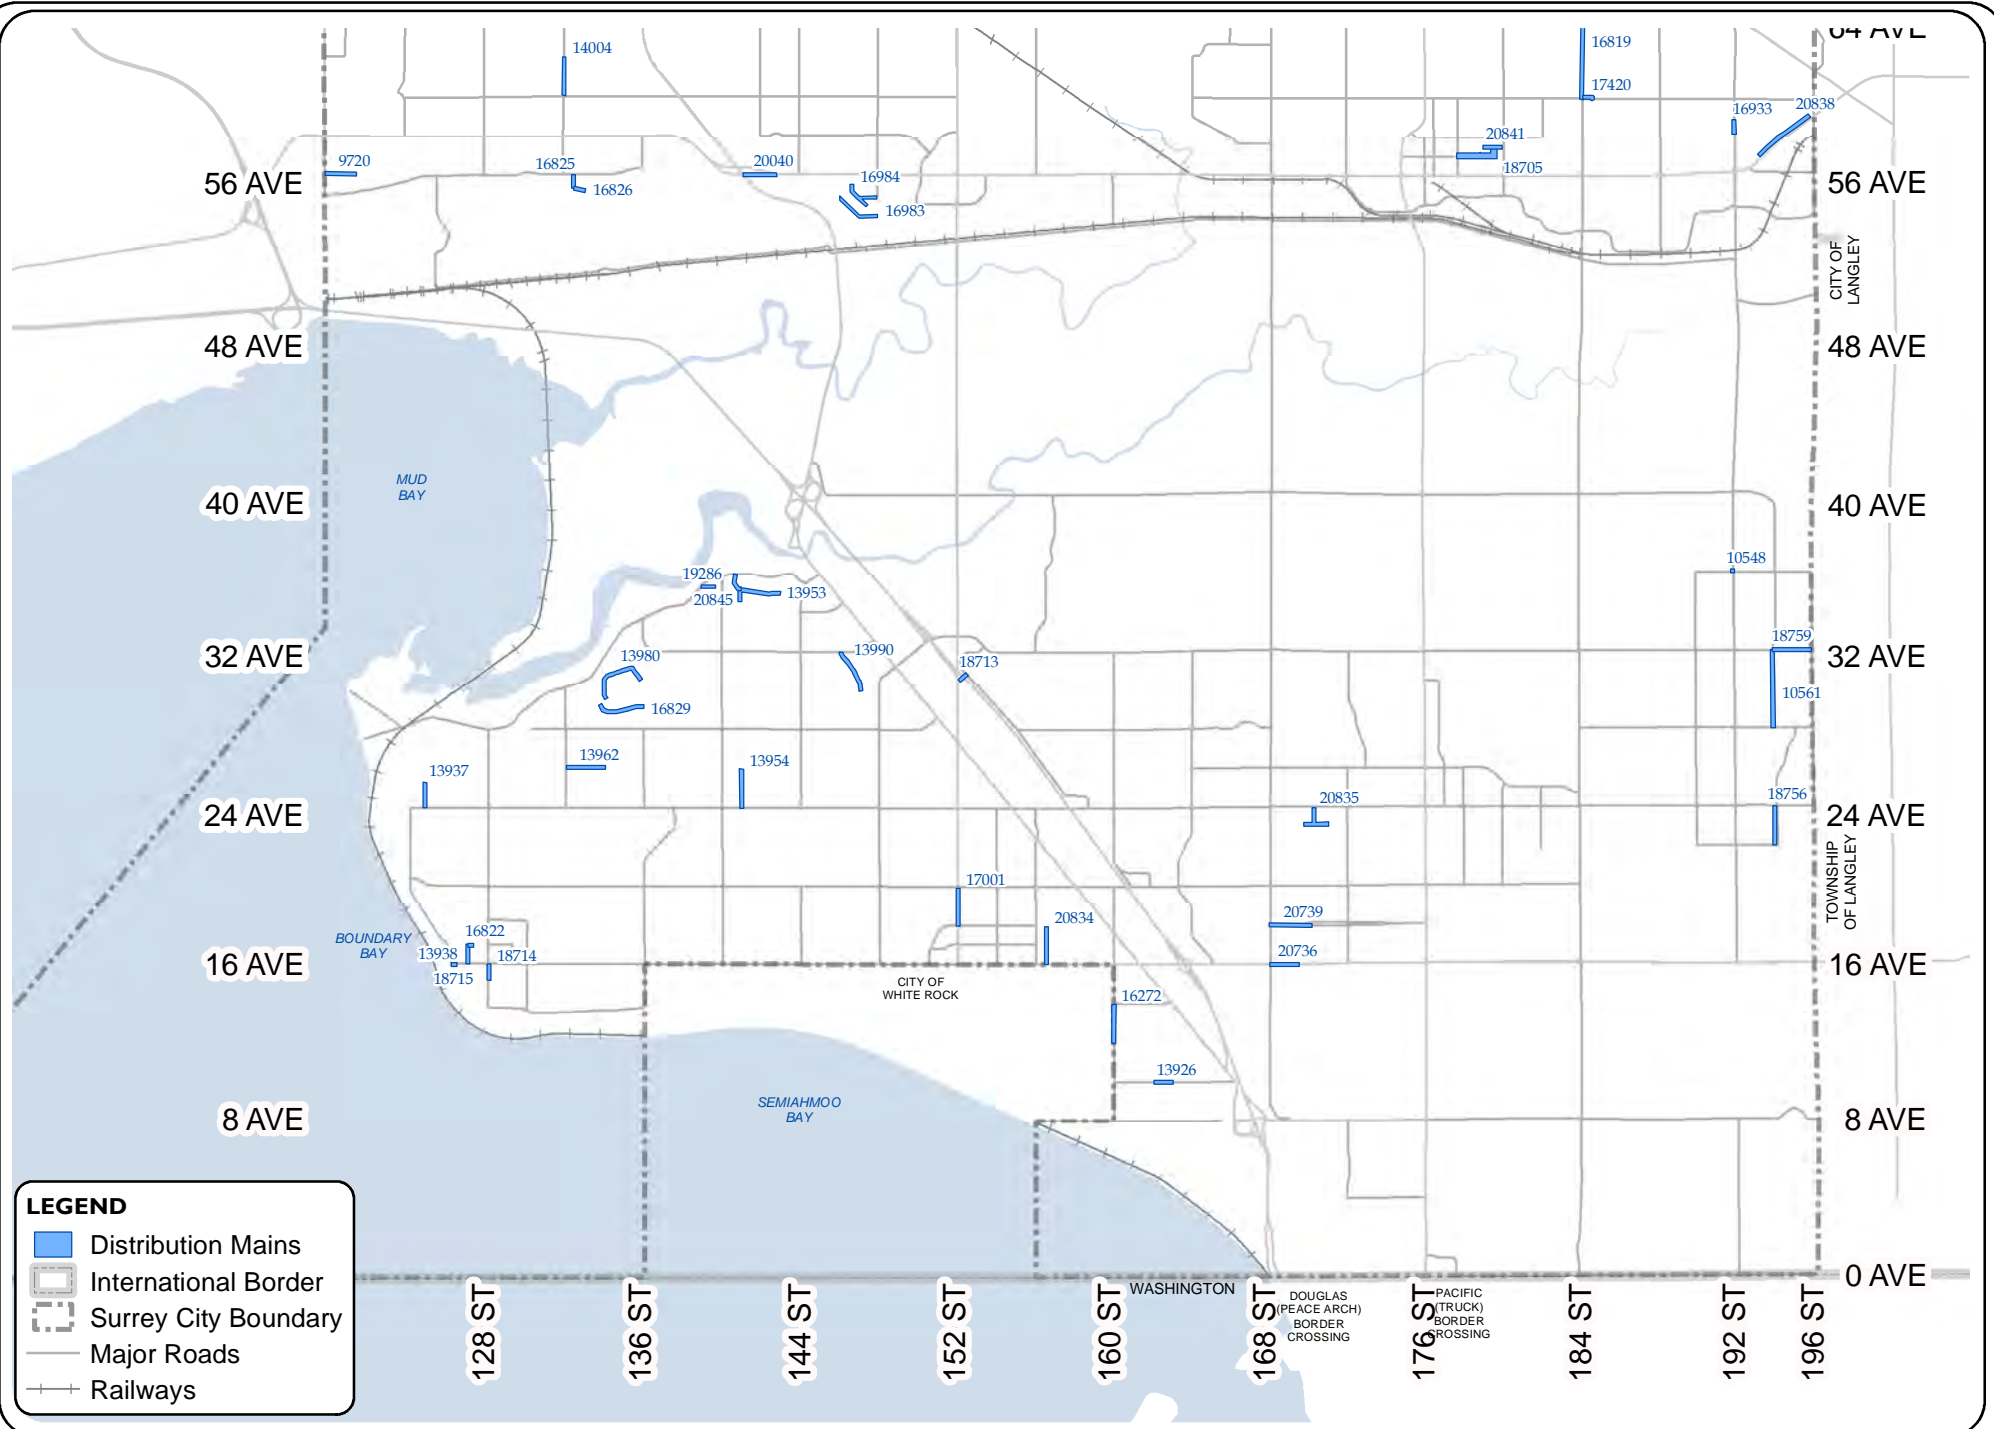 64 AVE
14004
16819
17420
16933
20838
20841
18705
9720
16825
16826
20040
16984
16983
56 AVE
56 AVE
CITY OF
LANGLEY
48 AVE
48 AVE
MUD
BAY
40 AVE
40 AVE
10548
19286
20845
13953
18759
32 AVE
32 AVE
13980
13990
18713
10561
16829
13962
13954
13937
20835
18756
24 AVE
24 AVE
TOWNSHIP
OF LANGLEY
17001
20834
20739
16822
BOUNDARY
BAY
13938
18714
18715
20736
16 AVE
16 AVE
CITY OF
WHITE ROCK
16272
13926
SEMIAHMOO
BAY
8 AVE
8 AVE
LEGEND
Distribution Mains
International Border
Surrey City Boundary
Major Roads
Railways
0 AVE
WASHINGTON
DOUGLAS
(PEACE ARCH)
BORDER
CROSSING
PACIFIC
(TRUCK)
BORDER
CROSSING
128 ST
136 ST
144 ST
152 ST
160 ST
168 ST
176 ST
184 ST
192 ST
196 ST